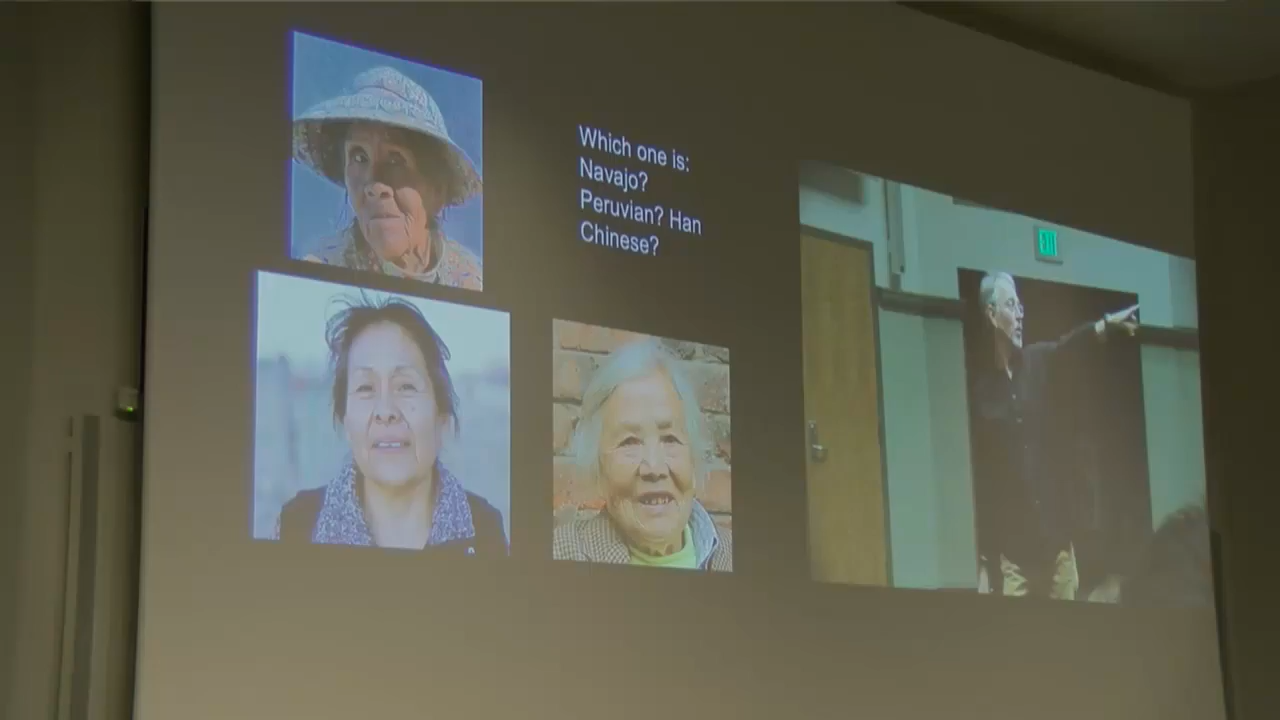 Which one is:
Navajo?
Peruvian? Han
Chinese?
EXIT